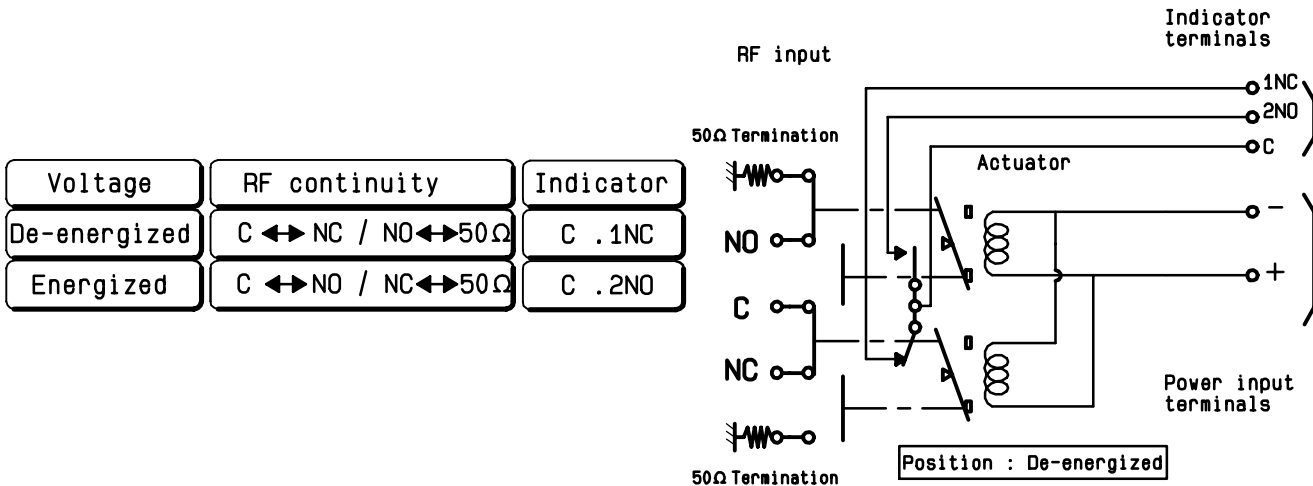 Voltage RF continuity Indicator
De-energized C ↔ NC / NO↔50Ω C .1NC
Energized C ↔ NO / NC↔50Ω C .2NO
Indicator
terminals
RF input
1NC
2NO
C
50Ω Termination
Actuator
NO
−
+
C
NC
Power input
terminals
Position : De-energized
50Ω Termination